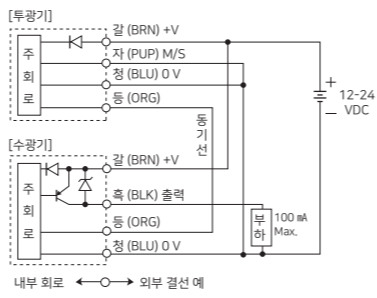 [투광기]
주회로
갈 (BRN) +V
자 (PUP) M/S
청 (BLU) 0 V
등 (ORG)
동기선
+
12-24
VDC
−
[수광기]
주회로
갈 (BRN) +V
흑 (BLK) 출력
등 (ORG)
청 (BLU) 0 V
부하
100 ㎃
Max.
내부 회로 외부 결선 예